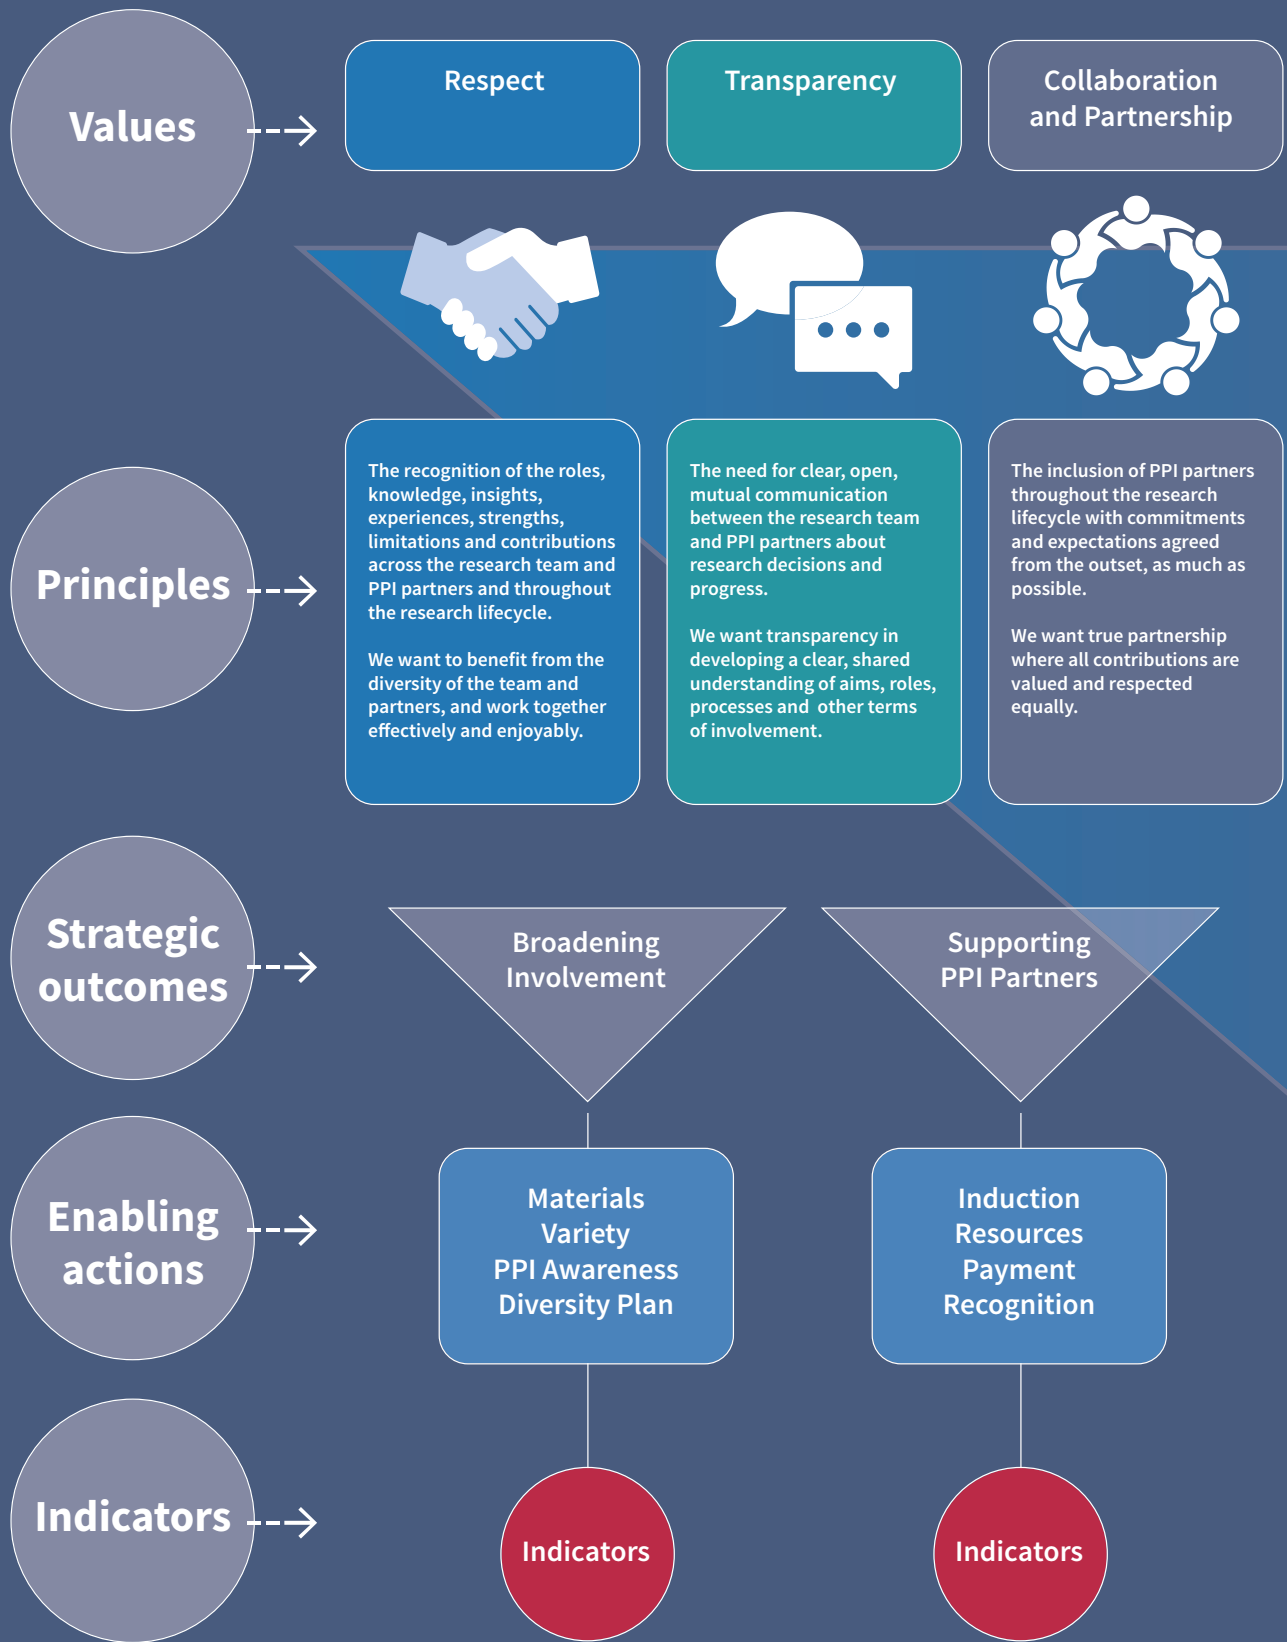 Values
Respect
Transparency
Collaboration
and Partnership
Principles
The recognition of the roles,
knowledge, insights,
experiences, strengths,
limitations and contributions
across the research team and
PPI partners and throughout
the research lifecycle.
We want to benefit from the
diversity of the team and
partners, and work together
effectively and enjoyably.
The need for clear, open,
mutual communication
between the research team
and PPI partners about
research decisions and
progress.
We want transparency in
developing a clear, shared
understanding of aims, roles,
processes and other terms
of involvement.
The inclusion of PPI partners
throughout the research
lifecycle with commitments
and expectations agreed
from the outset, as much as
possible.
We want true partnership
where all contributions are
valued and respected
equally.
Strategic
outcomes
Broadening
Involvement
Supporting
PPI Partners
Enabling
actions
Materials
Variety
PPI Awareness
Diversity Plan
Induction
Resources
Payment
Recognition
Indicators
Indicators
Indicators